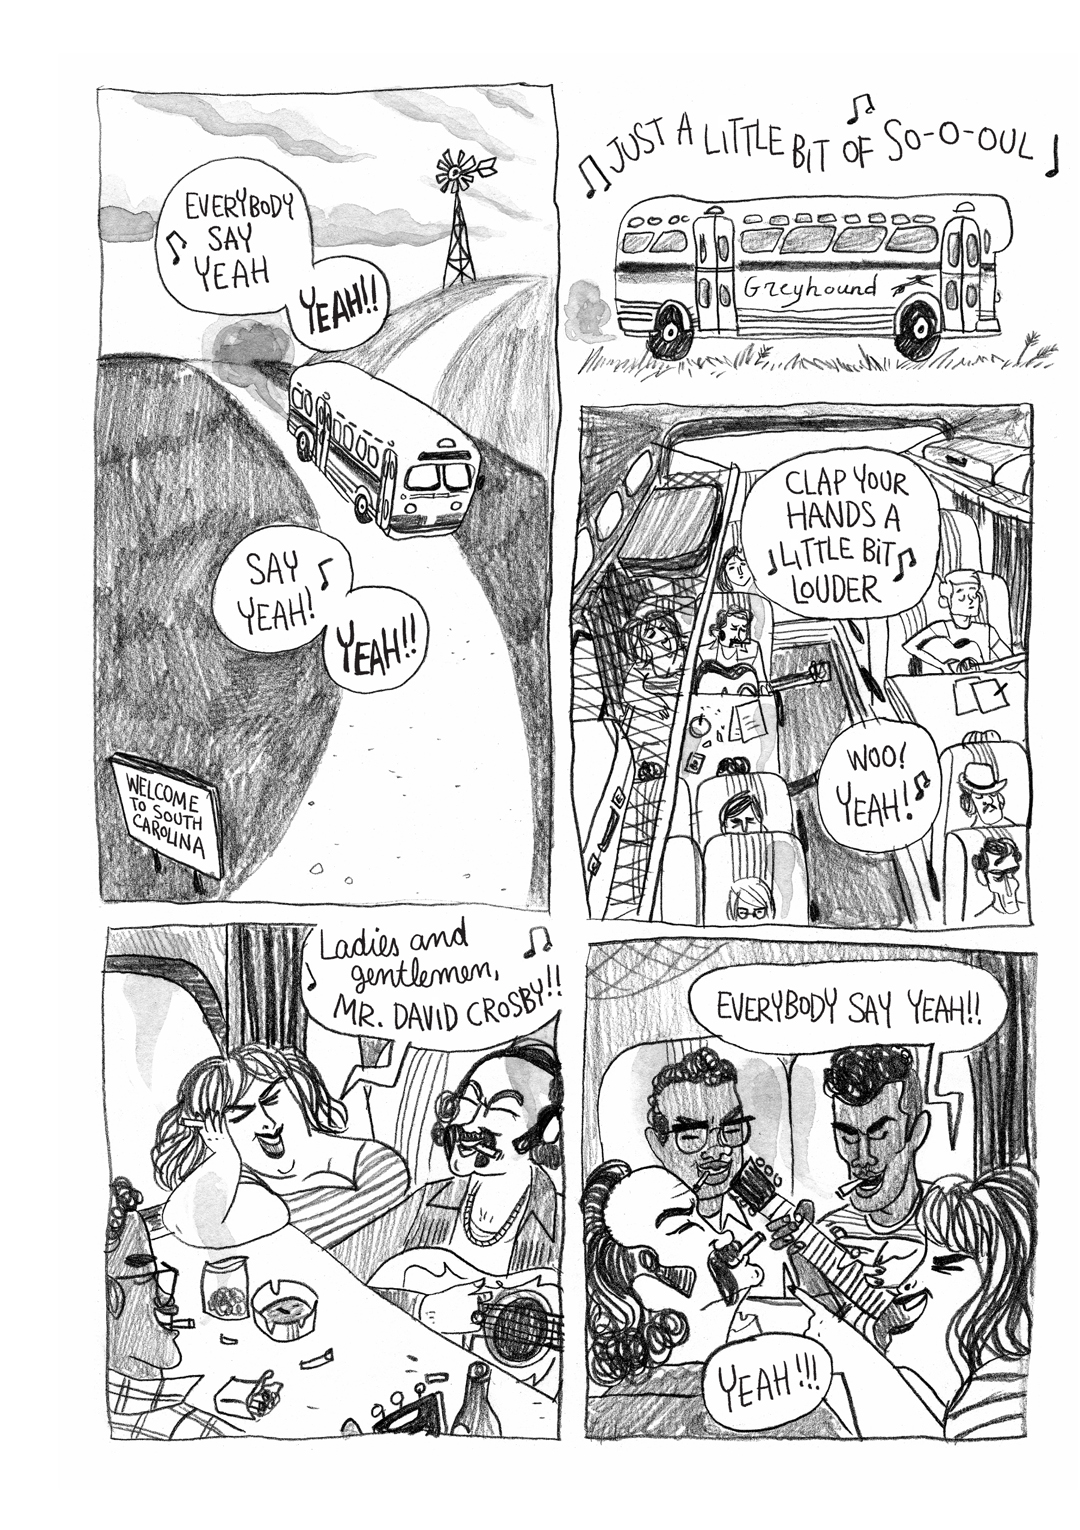 EVERYBODY
SAY
YEAH
YEAH!!
SAY
YEAH!
YEAH!!
WELCOME
TO SOUTH
CAROLINA
JUST A LITTLE BIT OF SO-O-OUL
Greyhound
CLAP YOUR
HANDS A
LITTLE BIT
LOUDER
WOO!
YEAH!
Ladies and
gentlemen,
MR. DAVID CROSBY!!
EVERYBODY SAY YEAH!!
YEAH!!!